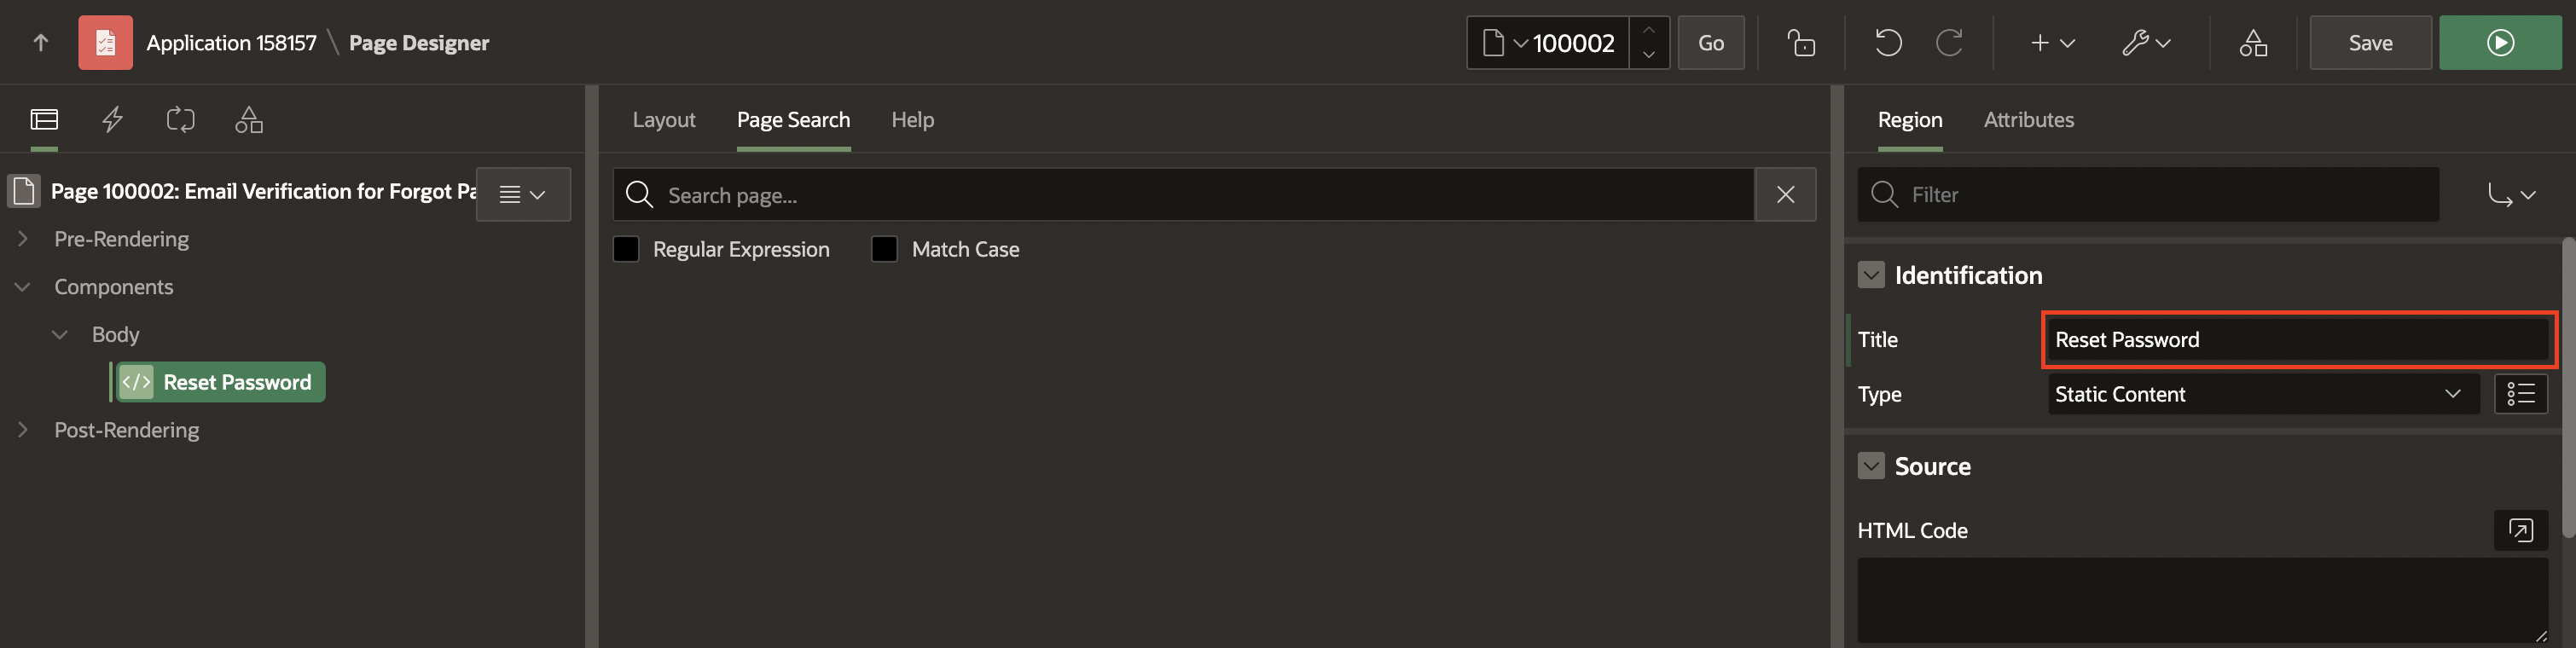 Application 158157 \ Page Designer
100002
Go
Save
Layout
Page Search
Help
Region
Attributes
Page 100002: Email Verification for Forgot Pa
Search page...
Filter
Pre-Rendering
Regular Expression
Match Case
Components
Identification
Body
Title
Reset Password
Reset Password
Type
Static Content
Post-Rendering
Source
HTML Code